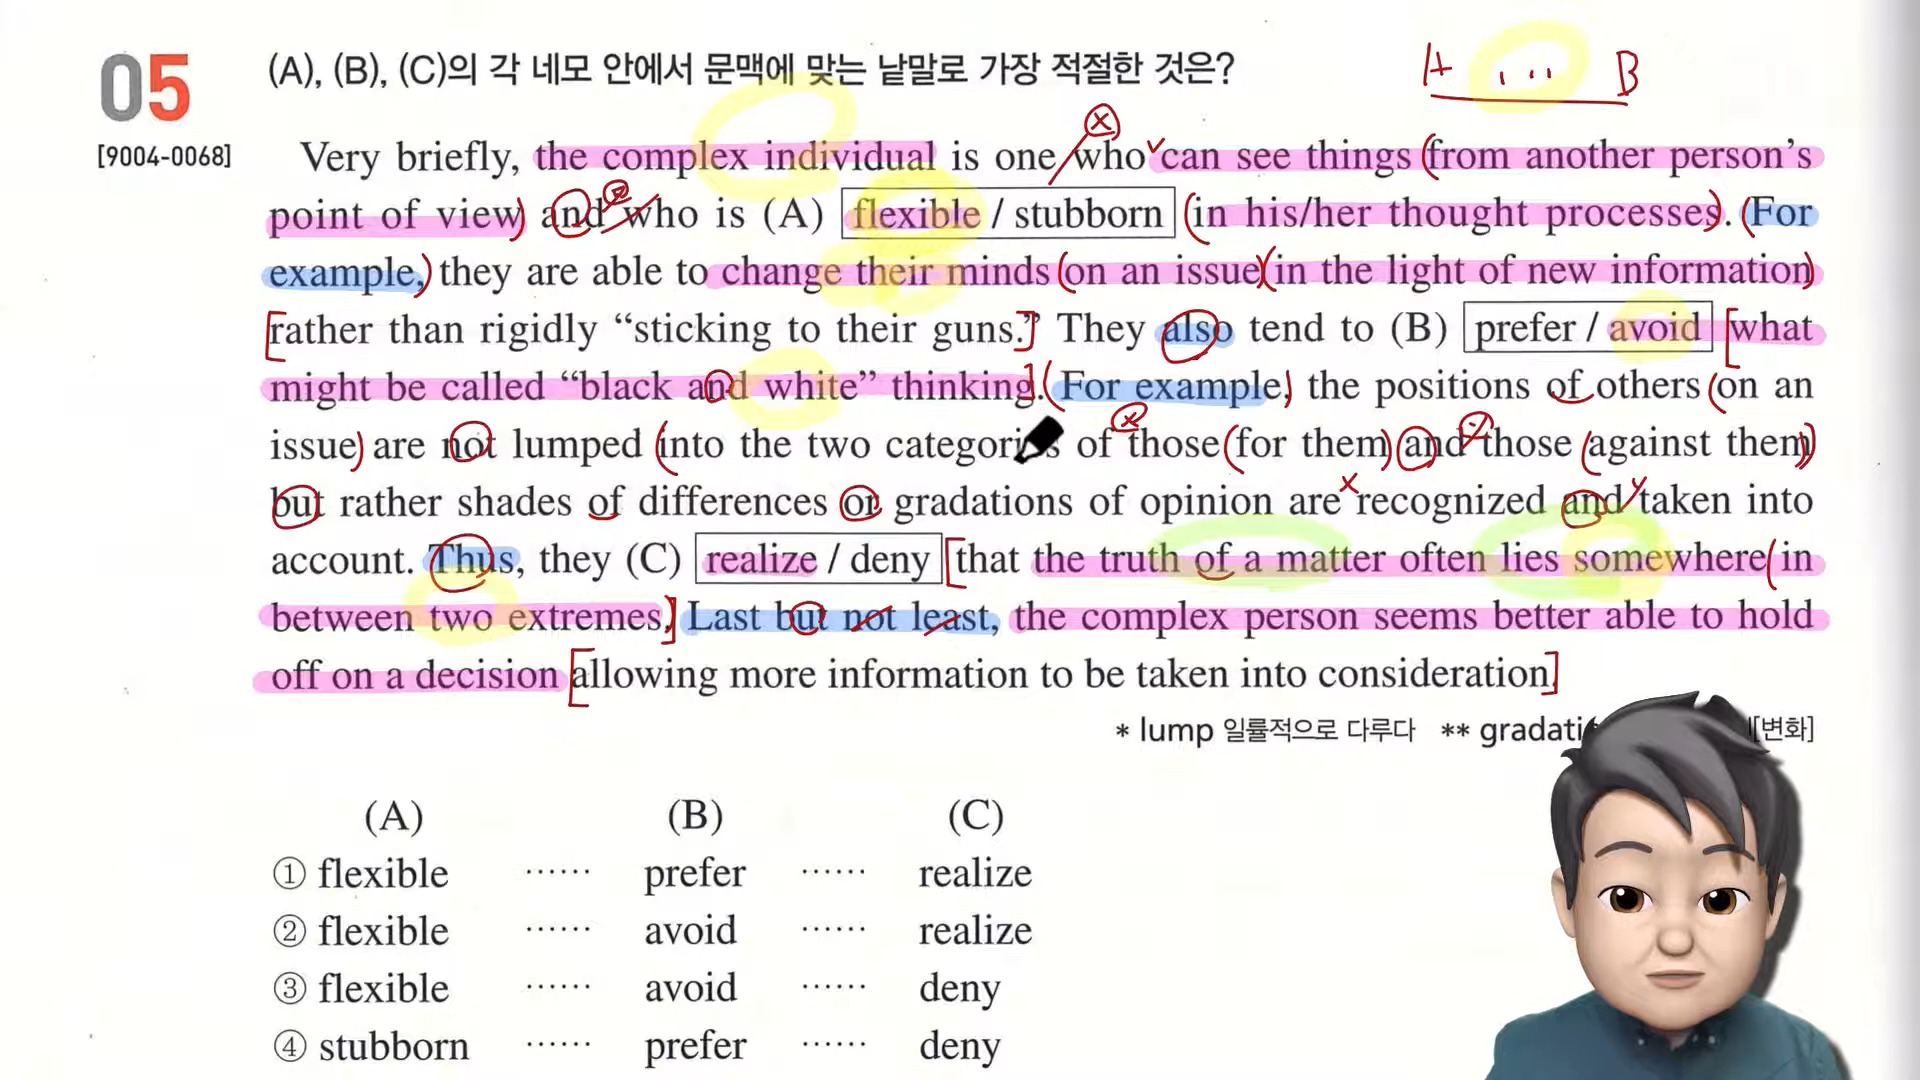 05
(A), (B), (C)의 각 네모 안에서 문맥에 맞는 낱말로 가장 적절한 것은?
A ... B
[9004-0068]
Very briefly, the complex individual is one who can see things from another person's
point of view and who is (A) flexible / stubborn in his/her thought processes. For
example, they are able to change their minds on an issue in the light of new information
rather than rigidly “sticking to their guns.” They also tend to (B) prefer / avoid what
might be called “black and white” thinking. For example, the positions of others on an
issue are not lumped into the two categories of those for them and those against them
but rather shades of differences or gradations of opinion are recognized and taken into
account. Thus, they (C) realize / deny that the truth of a matter often lies somewhere in
between two extremes. Last but not least, the complex person seems better able to hold
off on a decision allowing more information to be taken into consideration.
* lump 일률적으로 다루다 ** gradati [변화]
(A) (B) (C)
① flexible ...... prefer ...... realize
② flexible ...... avoid ...... realize
③ flexible ...... avoid ...... deny
④ stubborn ...... prefer ...... deny